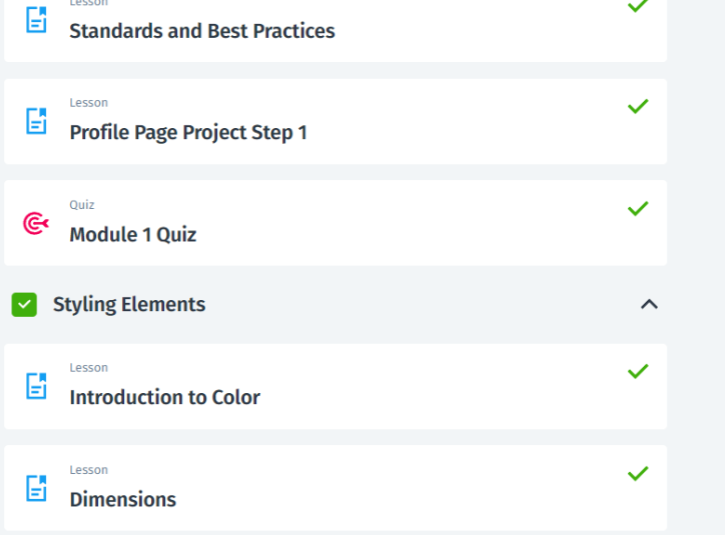 Lesson
Standards and Best Practices
Lesson
Profile Page Project Step 1
Quiz
Module 1 Quiz
Styling Elements
Lesson
Introduction to Color
Lesson
Dimensions